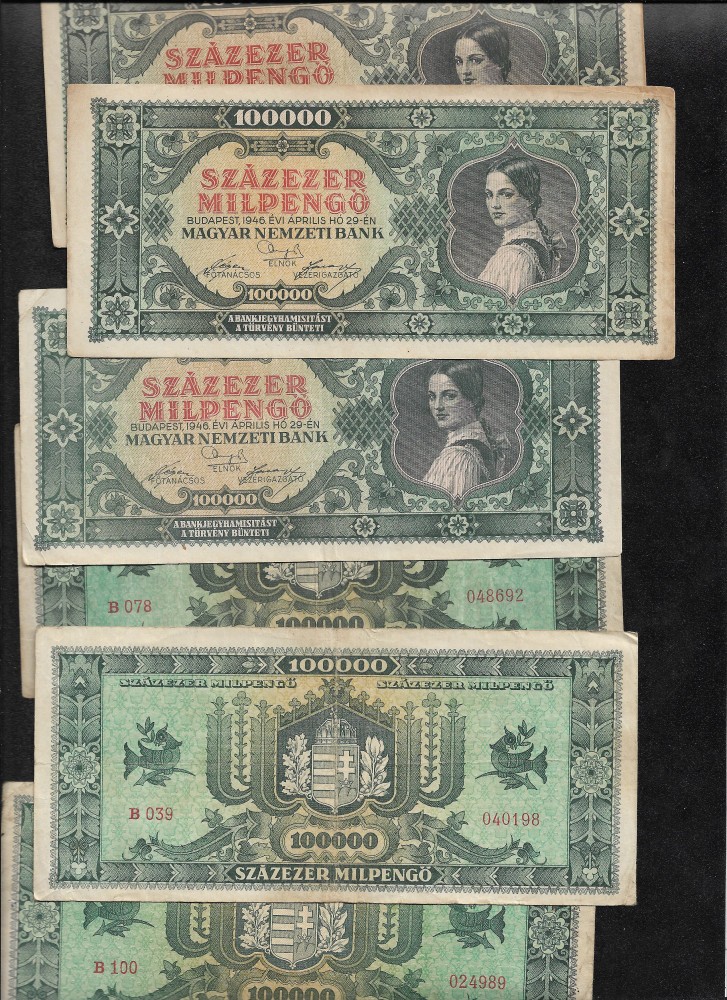 SZÁZEZER
MILPENGŐ
100000
SZÁZEZER
MILPENGŐ
BUDAPEST, 1946. ÉVI ÁPRILIS HÓ 29-ÉN
MAGYAR NEMZETI BANK
ELNÖK
FŐTANÁCSOS VEZÉRIGAZGATÓ
100000
A BANKJEGYHAMISITÁST
A TÖRVÉNY BÜNTETI
SZÁZEZER
MILPENGŐ
BUDAPEST, 1946. ÉVI ÁPRILIS HÓ 29-ÉN
MAGYAR NEMZETI BANK
ELNÖK
FŐTANÁCSOS VEZÉRIGAZGATÓ
100000
A BANKJEGYHAMISITÁST
A TÖRVÉNY BÜNTETI
B 078 048692
100000
100000
SZÁZEZER MILPENGŐ SZÁZEZER MILPENGŐ
B 039 040198
100000
SZÁZEZER MILPENGŐ
B 100 024989
100000